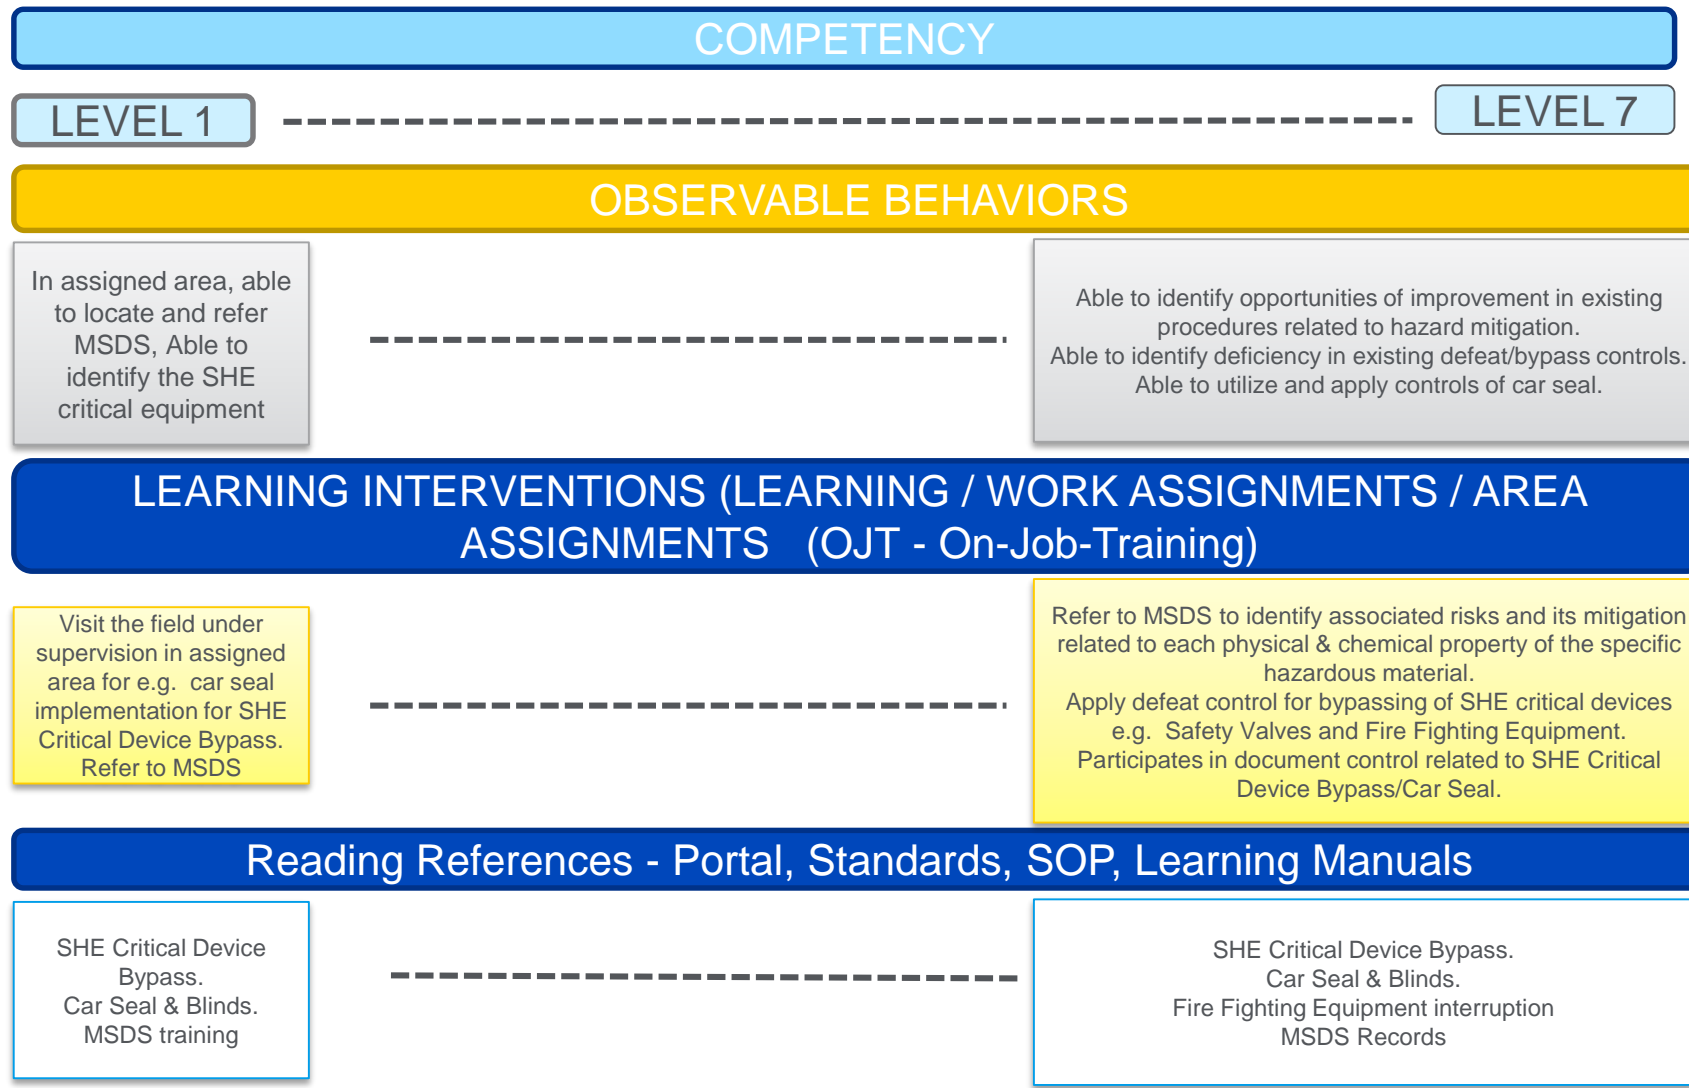 COMPETENCY
LEVEL 1
LEVEL 7
OBSERVABLE BEHAVIORS
In assigned area, able
to locate and refer
MSDS, Able to
identify the SHE
critical equipment
Able to identify opportunities of improvement in existing
procedures related to hazard mitigation.
Able to identify deficiency in existing defeat/bypass controls.
Able to utilize and apply controls of car seal.
LEARNING INTERVENTIONS (LEARNING / WORK ASSIGNMENTS / AREA
ASSIGNMENTS (OJT - On-Job-Training)
Visit the field under
supervision in assigned
area for e.g. car seal
implementation for SHE
Critical Device Bypass.
Refer to MSDS
Refer to MSDS to identify associated risks and its mitigation
related to each physical & chemical property of the specific
hazardous material.
Apply defeat control for bypassing of SHE critical devices
e.g. Safety Valves and Fire Fighting Equipment.
Participates in document control related to SHE Critical
Device Bypass/Car Seal.
Reading References - Portal, Standards, SOP, Learning Manuals
SHE Critical Device
Bypass.
Car Seal & Blinds.
MSDS training
SHE Critical Device Bypass.
Car Seal & Blinds.
Fire Fighting Equipment interruption
MSDS Records